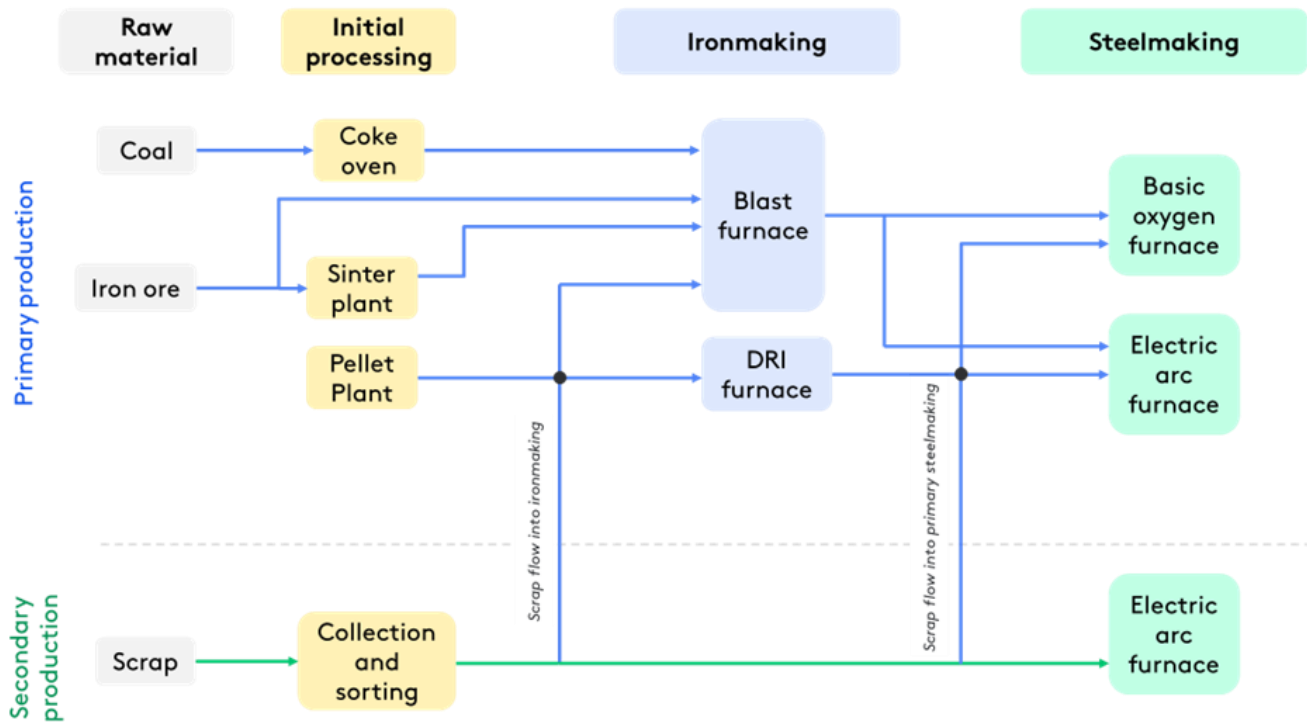 Raw
material
Initial
processing
Ironmaking
Steelmaking
Primary production
Coal
Coke
oven
Blast
furnace
Basic
oxygen
furnace
Iron ore
Sinter
plant
Pellet
Plant
DRI
furnace
Electric
arc
furnace
Scrap flow into ironmaking
Scrap flow into primary steelmaking
Secondary
production
Scrap
Collection
and
sorting
Electric
arc
furnace